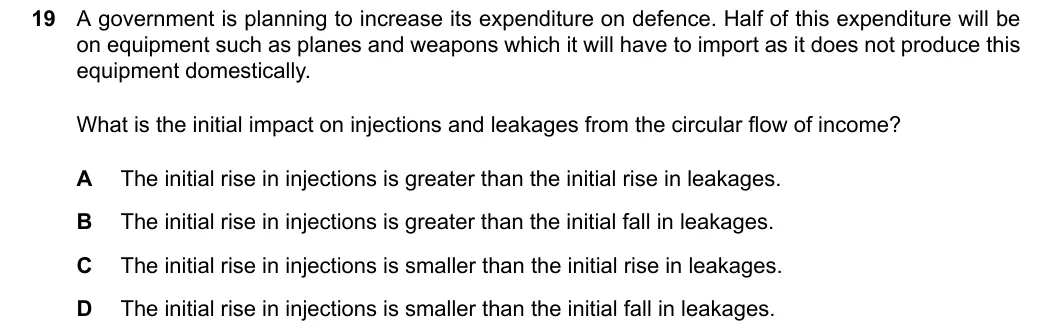 19 A government is planning to increase its expenditure on defence. Half of this expenditure will be
on equipment such as planes and weapons which it will have to import as it does not produce this
equipment domestically.
What is the initial impact on injections and leakages from the circular flow of income?
A The initial rise in injections is greater than the initial rise in leakages.
B The initial rise in injections is greater than the initial fall in leakages.
C The initial rise in injections is smaller than the initial rise in leakages.
D The initial rise in injections is smaller than the initial fall in leakages.